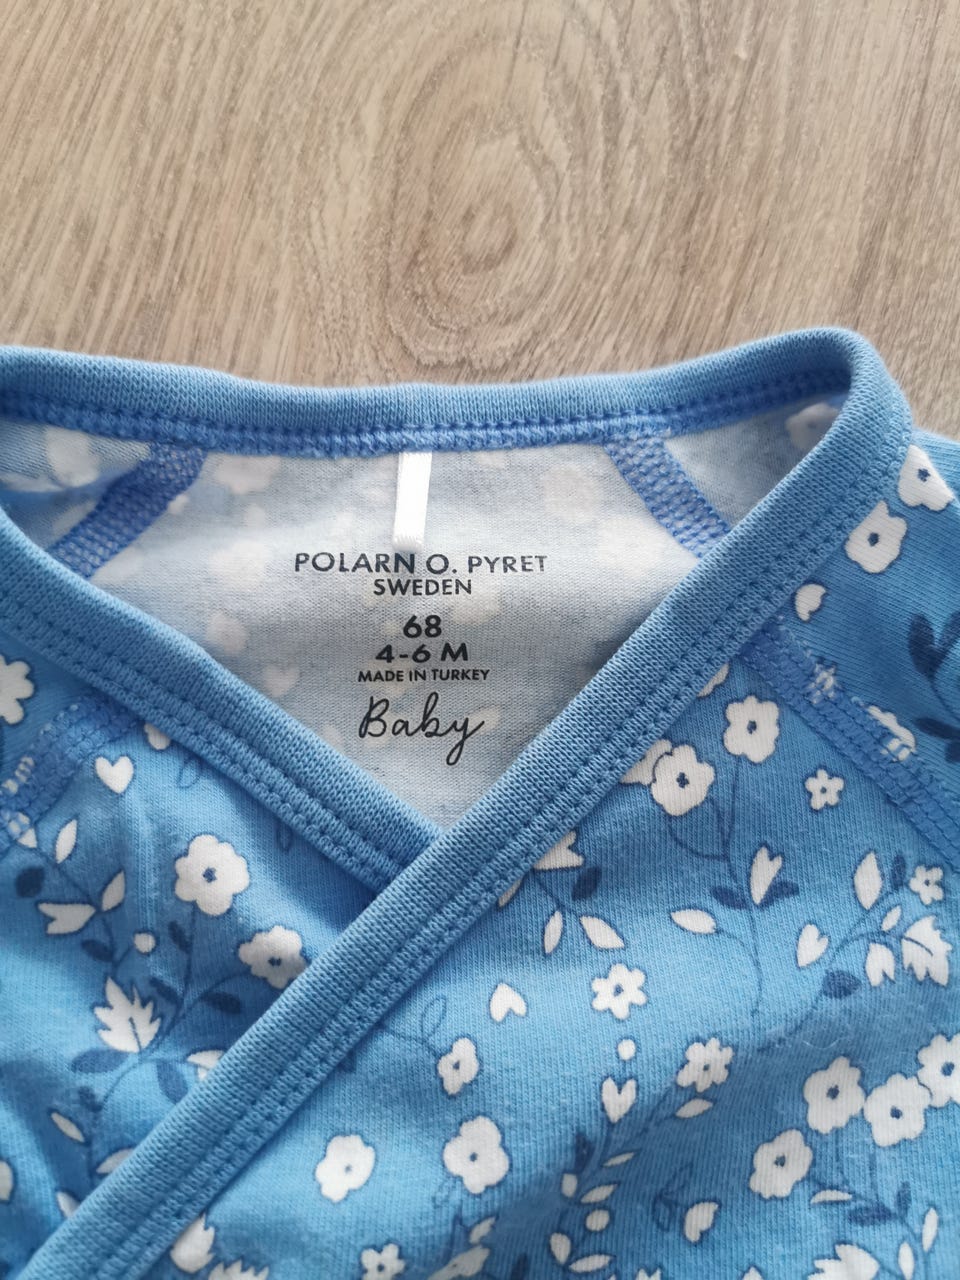 POLARN O. PYRET
SWEDEN
68
4-6 M
MADE IN TURKEY
Baby